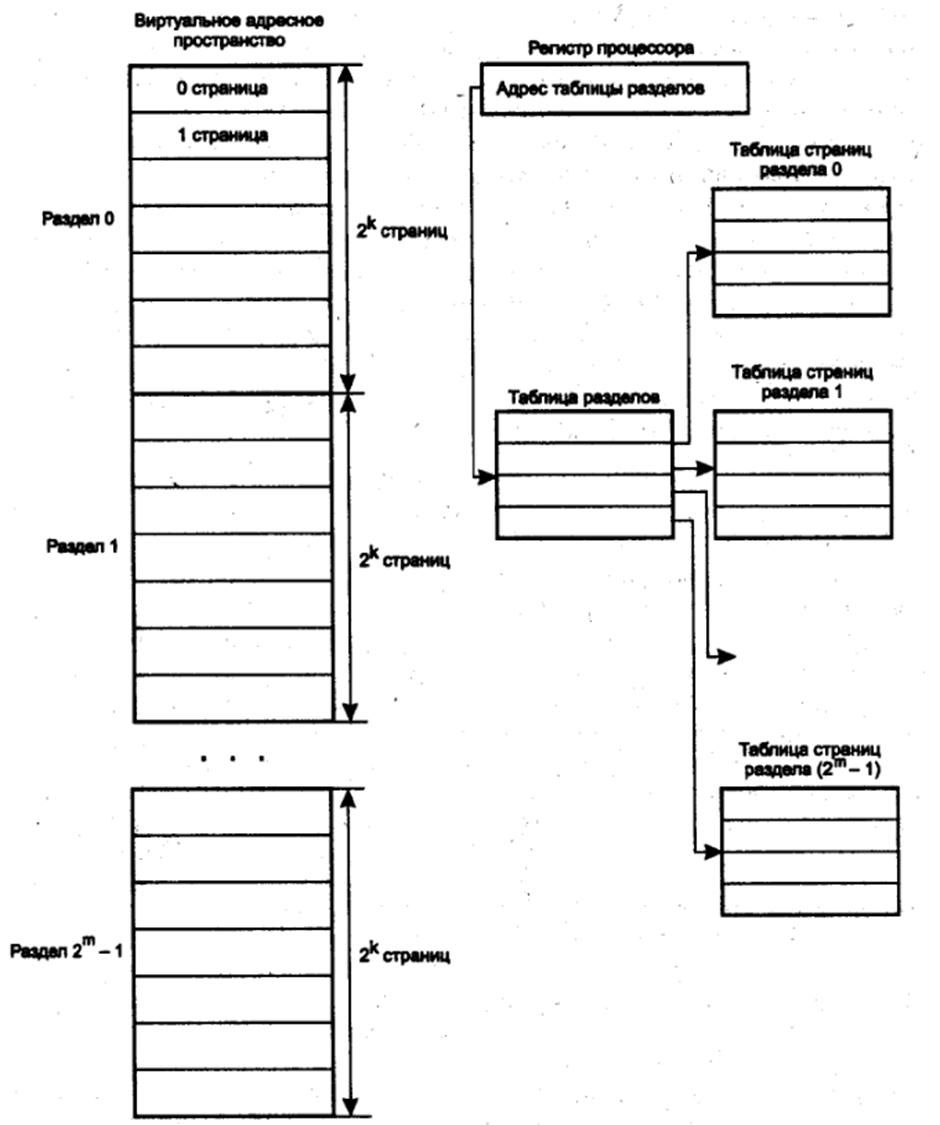 Виртуальное адресное
пространство
0 страница
1 страница
Раздел 0
2^k страниц
Раздел 1
2^k страниц
. . .
Раздел 2^m – 1
2^k страниц
Регистр процессора
Адрес таблицы разделов
Таблица разделов
Таблица страниц
раздела 0
Таблица страниц
раздела 1
Таблица страниц
раздела (2^m – 1)